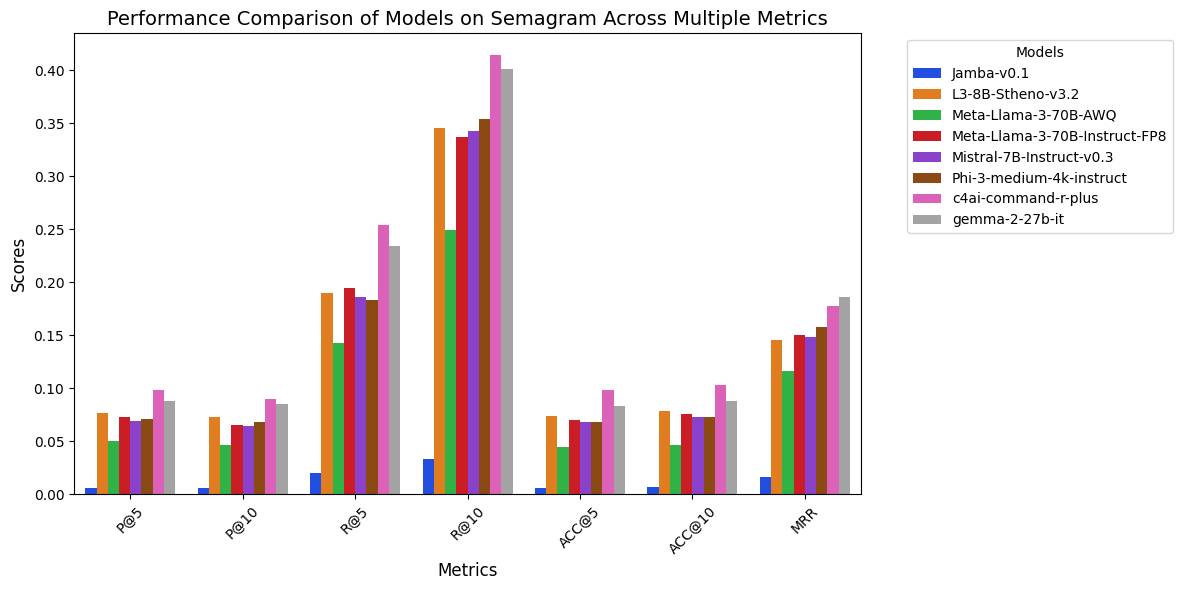 Performance Comparison of Models on Semagram Across Multiple Metrics
Scores
0.40
0.35
0.30
0.25
0.20
0.15
0.10
0.05
0.00
P@5
P@10
R@5
R@10
ACC@5
ACC@10
MRR
Metrics
Models
Jamba-v0.1
L3-8B-Stheno-v3.2
Meta-Llama-3-70B-AWQ
Meta-Llama-3-70B-Instruct-FP8
Mistral-7B-Instruct-v0.3
Phi-3-medium-4k-instruct
c4ai-command-r-plus
gemma-2-27b-it